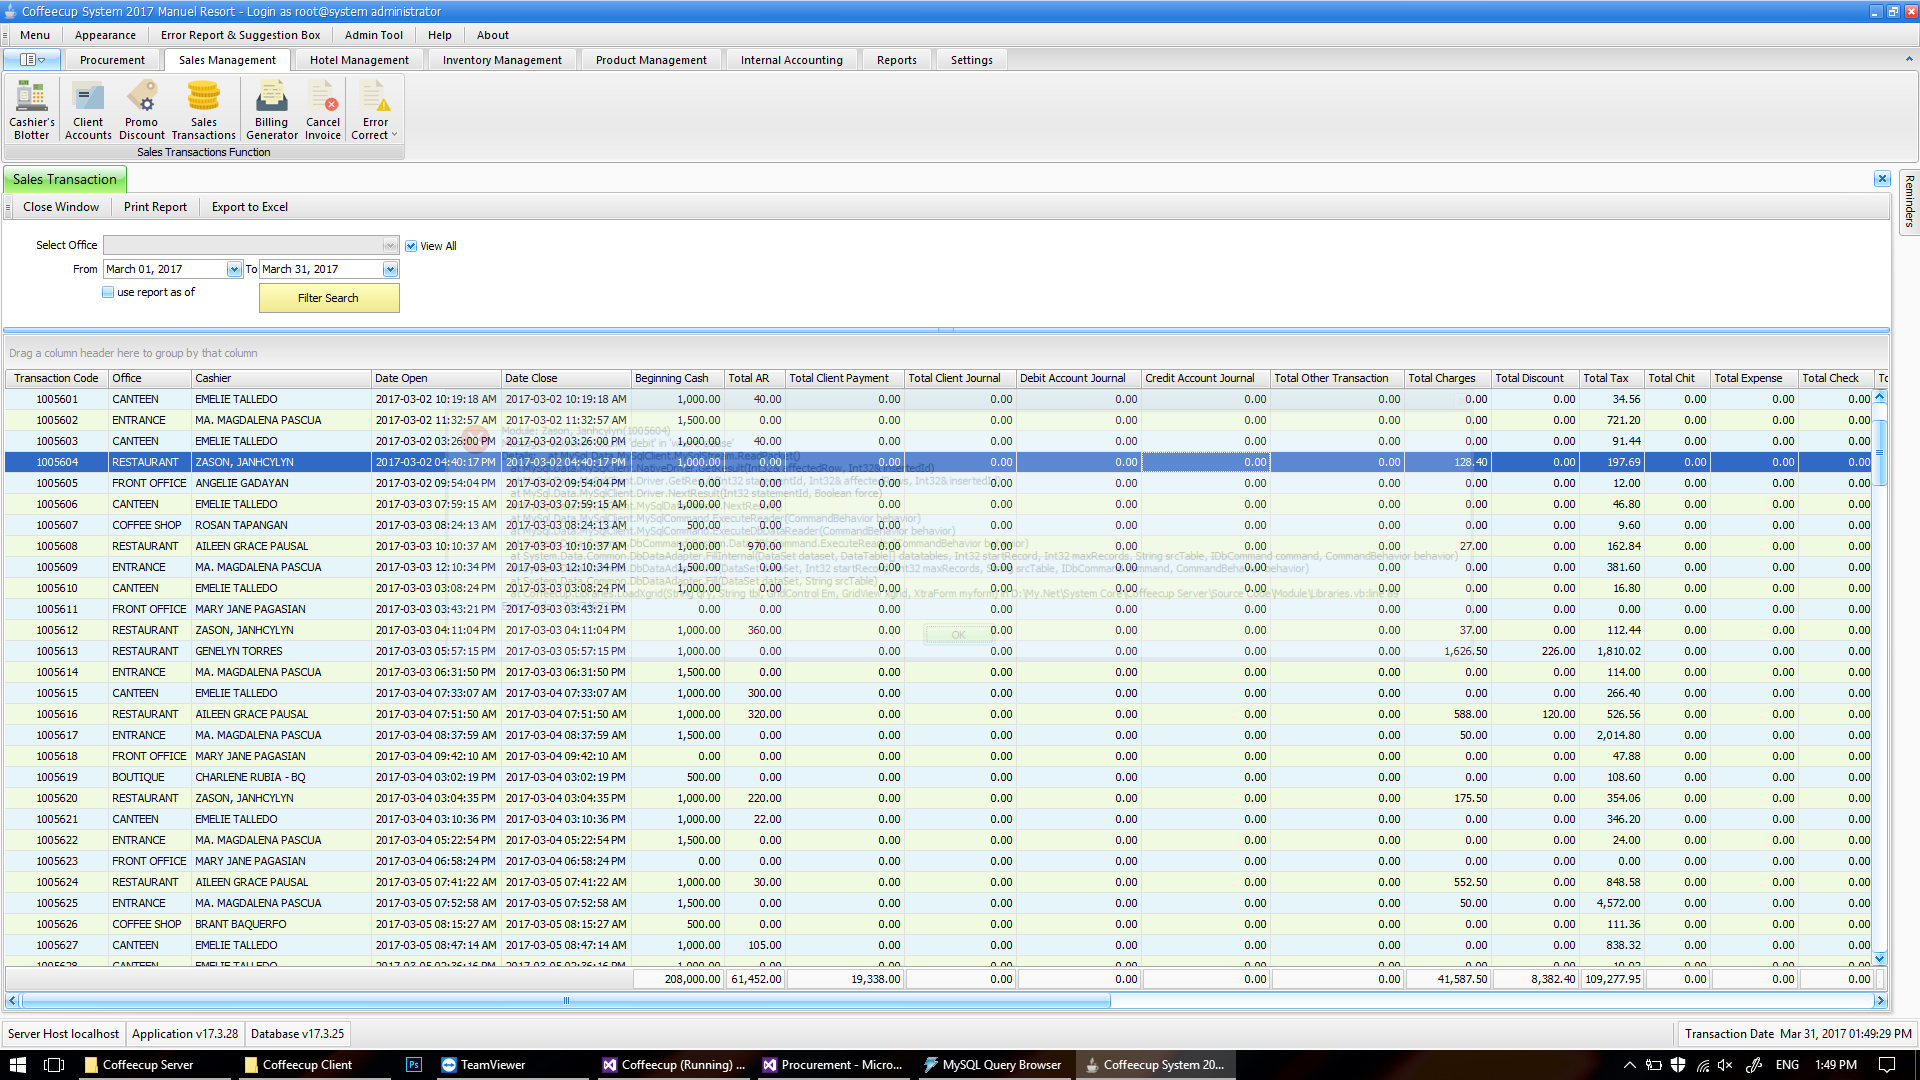 Coffeecup System 2017 Manuel Resort - Login as root@system administrator
Menu Appearance Error Report & Suggestion Box Admin Tool Help About
Procurement Sales Management Hotel Management Inventory Management Product Management Internal Accounting Reports Settings
Cashier's Blotter
Client Accounts
Promo Discount
Sales Transactions
Billing Generator
Cancel Invoice
Error Correct
Sales Transactions Function
Sales Transaction
Reminders
Close Window Print Report Export to Excel
Select Office View All
From March 01, 2017 To March 31, 2017
use report as of Filter Search
Drag a column header here to group by that column
Transaction Code Office Cashier Date Open Date Close Beginning Cash Total AR Total Client Payment Total Client Journal Debit Account Journal Credit Account Journal Total Other Transaction Total Charges Total Discount Total Tax Total Chit Total Expense Total Check To
1005601 CANTEEN EMELIE TALLEDO 2017-03-02 10:19:18 AM 2017-03-02 10:19:18 AM 1,000.00 40.00 0.00 0.00 0.00 0.00 0.00 0.00 0.00 34.56 0.00 0.00 0.00
1005602 ENTRANCE MA. MAGDALENA PASCUA 2017-03-02 11:32:57 AM 2017-03-02 11:32:57 AM 1,500.00 0.00 0.00 0.00 0.00 0.00 0.00 0.00 0.00 721.20 0.00 0.00 0.00
Module: Zason, Janhcylyn(1005604)
1005603 CANTEEN EMELIE TALLEDO 2017-03-02 03:26:00 PM 2017-03-02 03:26:00 PM 1,000.00 40.00 0.00 0.00 0.00 0.00 0.00 0.00 0.00 91.44 0.00 0.00 0.00
1005604 RESTAURANT ZASON, JANHCYLYN 2017-03-02 04:40:17 PM 2017-03-02 04:40:17 PM 1,000.00 0.00 0.00 0.00 0.00 0.00 0.00 128.40 0.00 197.69 0.00 0.00 0.00
1005605 FRONT OFFICE ANGELIE GADAYAN 2017-03-02 09:54:04 PM 2017-03-02 09:54:04 PM 0.00 0.00 0.00 0.00 0.00 0.00 0.00 0.00 0.00 12.00 0.00 0.00 0.00
at MySql.Data.MySqlClient.Driver.NextResult(Int32 statementId, Boolean force)
1005606 CANTEEN EMELIE TALLEDO 2017-03-03 07:59:15 AM 2017-03-03 07:59:15 AM 1,000.00 0.00 0.00 0.00 0.00 0.00 0.00 0.00 0.00 46.80 0.00 0.00 0.00
1005607 COFFEE SHOP ROSAN TAPANGAN 2017-03-03 08:24:13 AM 2017-03-03 08:24:13 AM 500.00 0.00 0.00 0.00 0.00 0.00 0.00 0.00 0.00 9.60 0.00 0.00 0.00
1005608 RESTAURANT AILEEN GRACE PAUSAL 2017-03-03 10:10:37 AM 2017-03-03 10:10:37 AM 1,000.00 970.00 0.00 0.00 0.00 0.00 0.00 27.00 0.00 162.84 0.00 0.00 0.00
1005609 ENTRANCE MA. MAGDALENA PASCUA 2017-03-03 12:10:34 PM 2017-03-03 12:10:34 PM 1,500.00 0.00 0.00 0.00 0.00 0.00 0.00 0.00 0.00 381.60 0.00 0.00 0.00
at System.Data.Common.DbDataAdapter.Fill(DataSet dataSet, String srcTable)
1005610 CANTEEN EMELIE TALLEDO 2017-03-03 03:08:24 PM 2017-03-03 03:08:24 PM 1,000.00 0.00 0.00 0.00 0.00 0.00 0.00 0.00 0.00 16.80 0.00 0.00 0.00
1005611 FRONT OFFICE MARY JANE PAGASIAN 2017-03-03 03:43:21 PM 2017-03-03 03:43:21 PM 0.00 0.00 0.00 0.00 0.00 0.00 0.00 0.00 0.00 0.00 0.00 0.00 0.00
1005612 RESTAURANT ZASON, JANHCYLYN 2017-03-03 04:11:04 PM 2017-03-03 04:11:04 PM 1,000.00 360.00 0.00 0.00 0.00 0.00 0.00 37.00 0.00 112.44 0.00 0.00 0.00
OK
1005613 RESTAURANT GENELYN TORRES 2017-03-03 05:57:15 PM 2017-03-03 05:57:15 PM 1,000.00 0.00 0.00 0.00 0.00 0.00 0.00 1,626.50 226.00 1,810.02 0.00 0.00 0.00
1005614 ENTRANCE MA. MAGDALENA PASCUA 2017-03-03 06:31:50 PM 2017-03-03 06:31:50 PM 1,500.00 0.00 0.00 0.00 0.00 0.00 0.00 0.00 0.00 114.00 0.00 0.00 0.00
1005615 CANTEEN EMELIE TALLEDO 2017-03-04 07:33:07 AM 2017-03-04 07:33:07 AM 1,000.00 300.00 0.00 0.00 0.00 0.00 0.00 0.00 0.00 266.40 0.00 0.00 0.00
1005616 RESTAURANT AILEEN GRACE PAUSAL 2017-03-04 07:51:50 AM 2017-03-04 07:51:50 AM 1,000.00 320.00 0.00 0.00 0.00 0.00 0.00 588.00 120.00 526.56 0.00 0.00 0.00
1005617 ENTRANCE MA. MAGDALENA PASCUA 2017-03-04 08:37:59 AM 2017-03-04 08:37:59 AM 1,500.00 0.00 0.00 0.00 0.00 0.00 0.00 50.00 0.00 2,014.80 0.00 0.00 0.00
1005618 FRONT OFFICE MARY JANE PAGASIAN 2017-03-04 09:42:10 AM 2017-03-04 09:42:10 AM 0.00 0.00 0.00 0.00 0.00 0.00 0.00 0.00 0.00 47.88 0.00 0.00 0.00
1005619 BOUTIQUE CHARLENE RUBIA - BQ 2017-03-04 03:02:19 PM 2017-03-04 03:02:19 PM 500.00 0.00 0.00 0.00 0.00 0.00 0.00 0.00 0.00 108.60 0.00 0.00 0.00
1005620 RESTAURANT ZASON, JANHCYLYN 2017-03-04 03:04:35 PM 2017-03-04 03:04:35 PM 1,000.00 220.00 0.00 0.00 0.00 0.00 0.00 175.50 0.00 354.06 0.00 0.00 0.00
1005621 CANTEEN EMELIE TALLEDO 2017-03-04 03:10:36 PM 2017-03-04 03:10:36 PM 1,000.00 22.00 0.00 0.00 0.00 0.00 0.00 0.00 0.00 346.20 0.00 0.00 0.00
1005622 ENTRANCE MA. MAGDALENA PASCUA 2017-03-04 05:22:54 PM 2017-03-04 05:22:54 PM 1,500.00 0.00 0.00 0.00 0.00 0.00 0.00 0.00 0.00 24.00 0.00 0.00 0.00
1005623 FRONT OFFICE MARY JANE PAGASIAN 2017-03-04 06:58:24 PM 2017-03-04 06:58:24 PM 0.00 0.00 0.00 0.00 0.00 0.00 0.00 0.00 0.00 0.00 0.00 0.00 0.00
1005624 RESTAURANT AILEEN GRACE PAUSAL 2017-03-05 07:41:22 AM 2017-03-05 07:41:22 AM 1,000.00 30.00 0.00 0.00 0.00 0.00 0.00 552.50 0.00 848.58 0.00 0.00 0.00
1005625 ENTRANCE MA. MAGDALENA PASCUA 2017-03-05 07:52:58 AM 2017-03-05 07:52:58 AM 1,500.00 0.00 0.00 0.00 0.00 0.00 0.00 50.00 0.00 4,572.00 0.00 0.00 0.00
1005626 COFFEE SHOP BRANT BAQUERFO 2017-03-05 08:15:27 AM 2017-03-05 08:15:27 AM 500.00 0.00 0.00 0.00 0.00 0.00 0.00 0.00 0.00 111.36 0.00 0.00 0.00
1005627 CANTEEN EMELIE TALLEDO 2017-03-05 08:47:14 AM 2017-03-05 08:47:14 AM 1,000.00 105.00 0.00 0.00 0.00 0.00 0.00 0.00 0.00 838.32 0.00 0.00 0.00
208,000.00 61,452.00 19,338.00 0.00 0.00 0.00 0.00 41,587.50 8,382.40 109,277.95 0.00 0.00 0.00
Server Host localhost Application v17.3.28 Database v17.3.25 Transaction Date Mar 31, 2017 01:49:29 PM
Coffeecup Server Coffeecup Client Ps TeamViewer Coffeecup (Running) ... Procurement - Micro... MySQL Query Browser Coffeecup System 20... ENG 1:49 PM